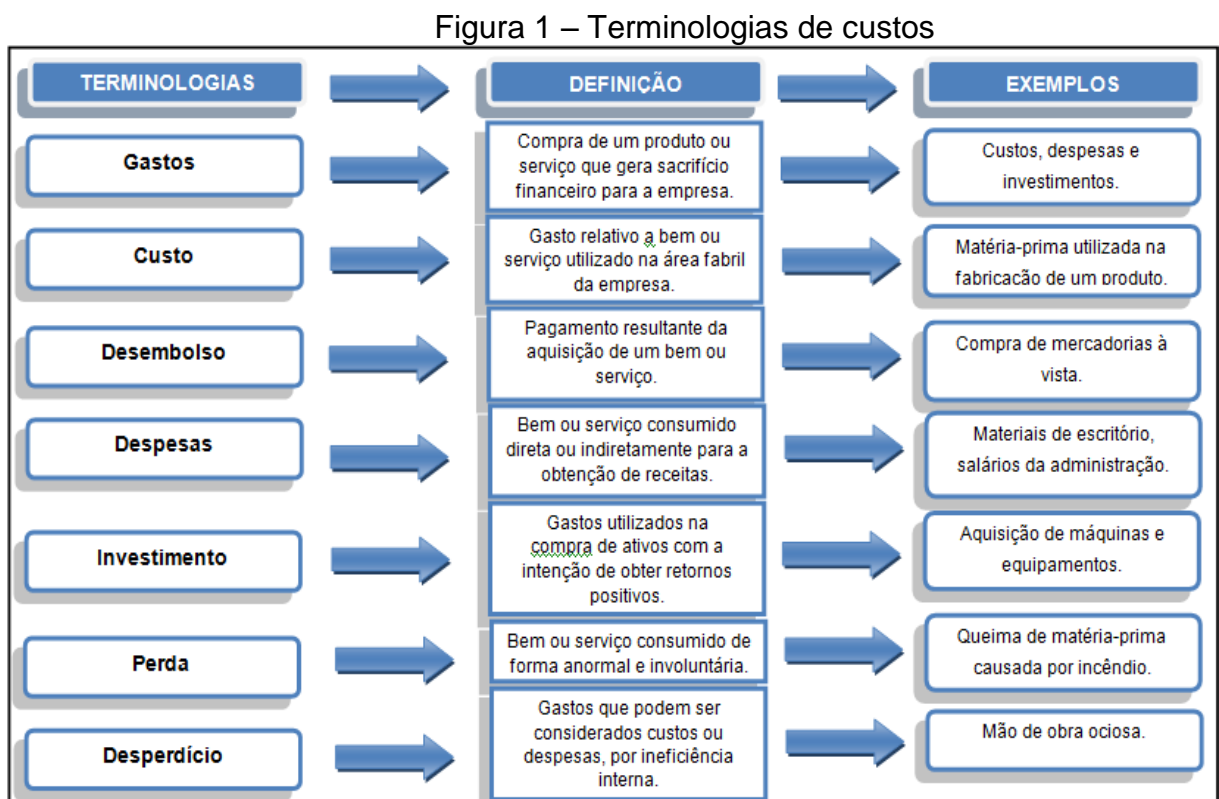 Figura 1 – Terminologias de custos
TERMINOLOGIAS
DEFINIÇÃO
EXEMPLOS
Gastos
Compra de um produto ou
serviço que gera sacrifício
financeiro para a empresa.
Custos, despesas e
investimentos.
Custo
Gasto relativo a bem ou
serviço utilizado na área fabril
da empresa.
Matéria-prima utilizada na
fabricação de um produto.
Desembolso
Pagamento resultante da
aquisição de um bem ou
serviço.
Compra de mercadorias à
vista.
Despesas
Bem ou serviço consumido
direta ou indiretamente para a
obtenção de receitas.
Materiais de escritório,
salários da administração.
Investimento
Gastos utilizados na
compra de ativos com a
intenção de obter retornos
positivos.
Aquisição de máquinas e
equipamentos.
Perda
Bem ou serviço consumido de
forma anormal e involuntária.
Queima de matéria-prima
causada por incêndio.
Desperdício
Gastos que podem ser
considerados custos ou
despesas, por ineficiência
interna.
Mão de obra ociosa.